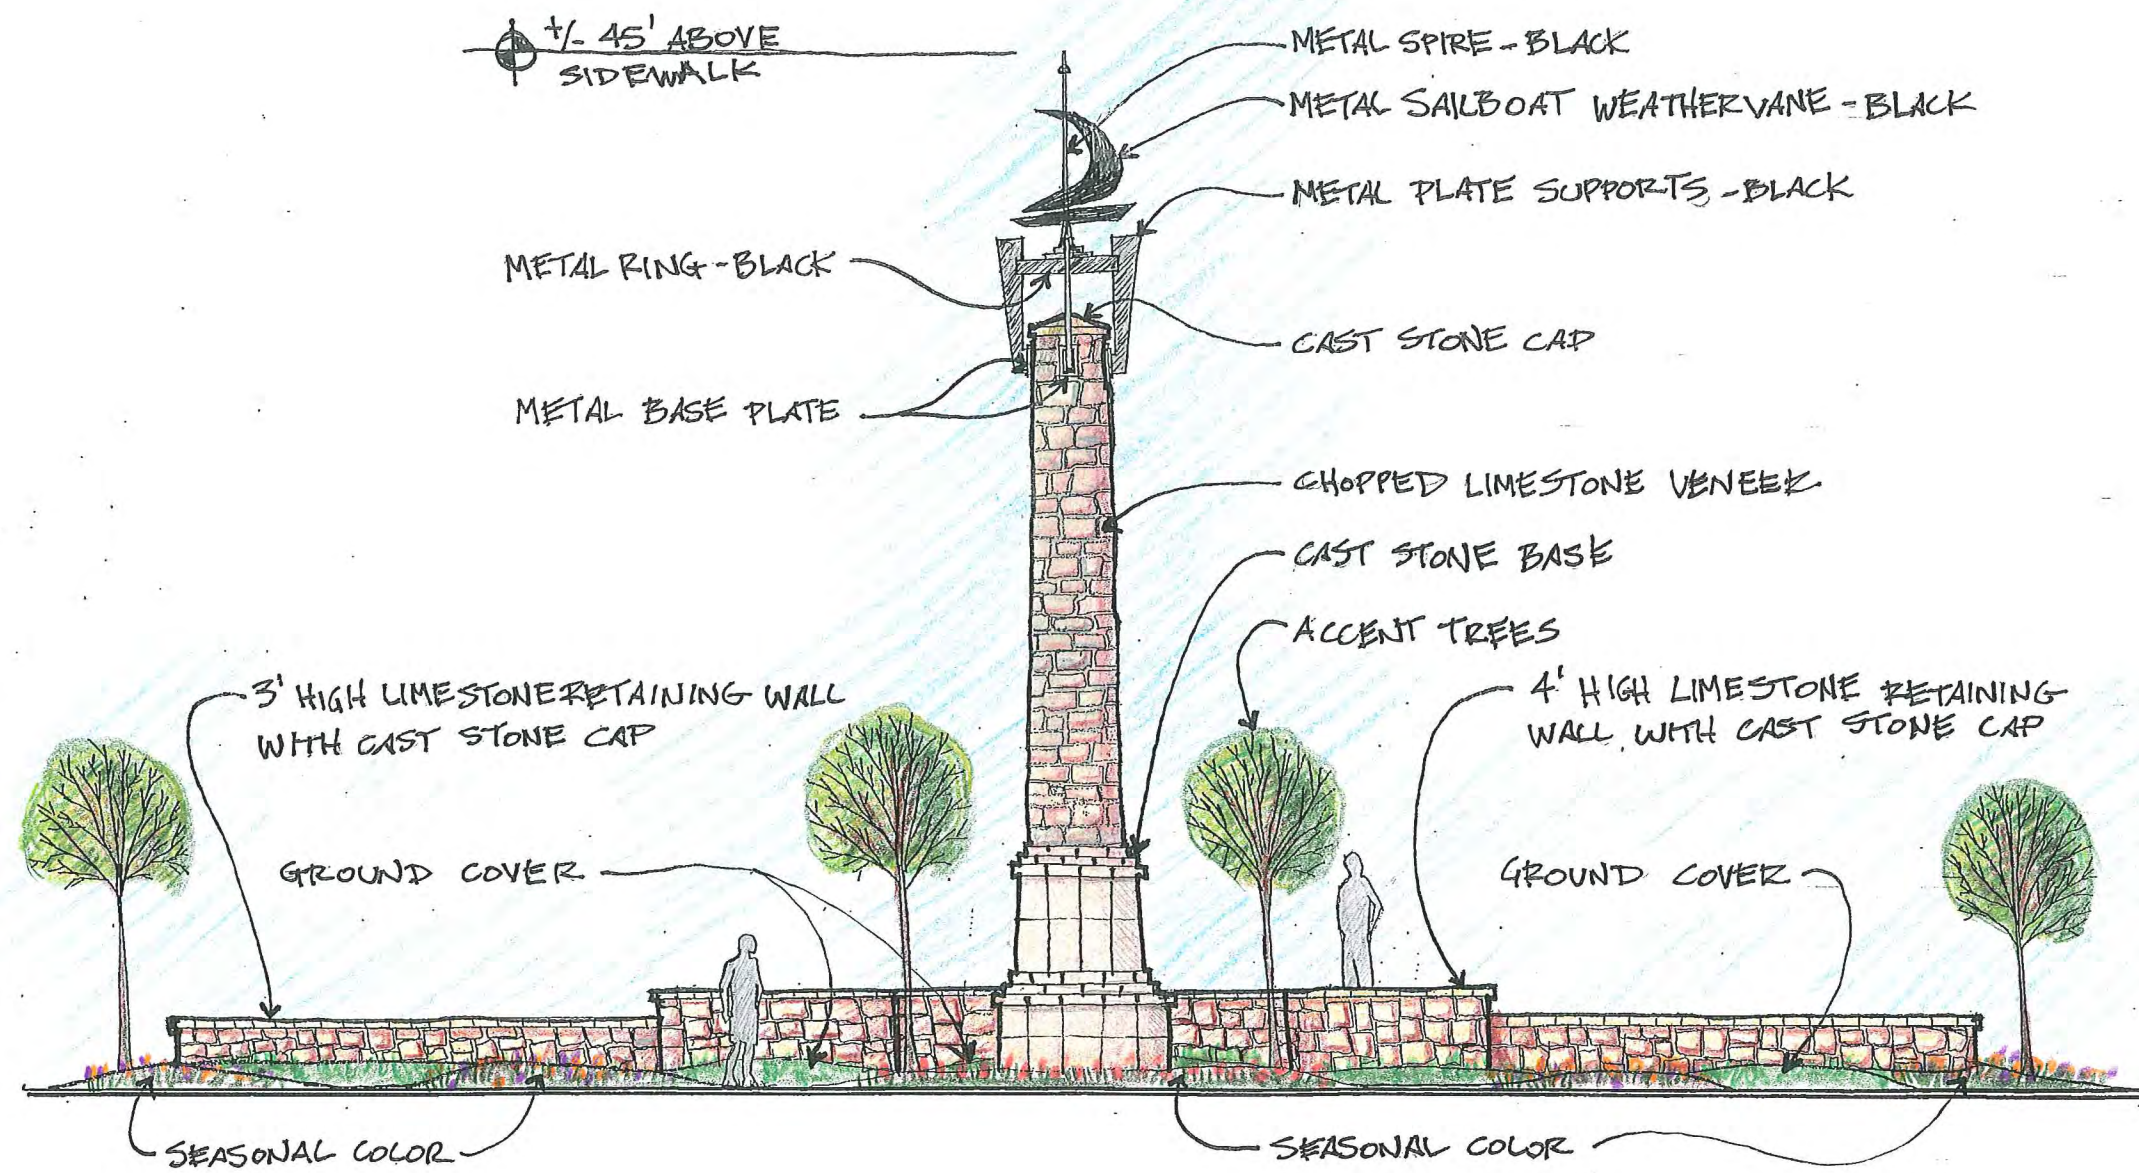 +/- 45' ABOVE
SIDEWALK
METAL SPIRE - BLACK
METAL SAILBOAT WEATHERVANE - BLACK
METAL PLATE SUPPORTS - BLACK
METAL RING - BLACK
CAST STONE CAP
METAL BASE PLATE
CHOPPED LIMESTONE VENEER
CAST STONE BASE
ACCENT TREES
3' HIGH LIMESTONE RETAINING WALL
WITH CAST STONE CAP
4' HIGH LIMESTONE RETAINING
WALL WITH CAST STONE CAP
GROUND COVER
GROUND COVER
SEASONAL COLOR
SEASONAL COLOR